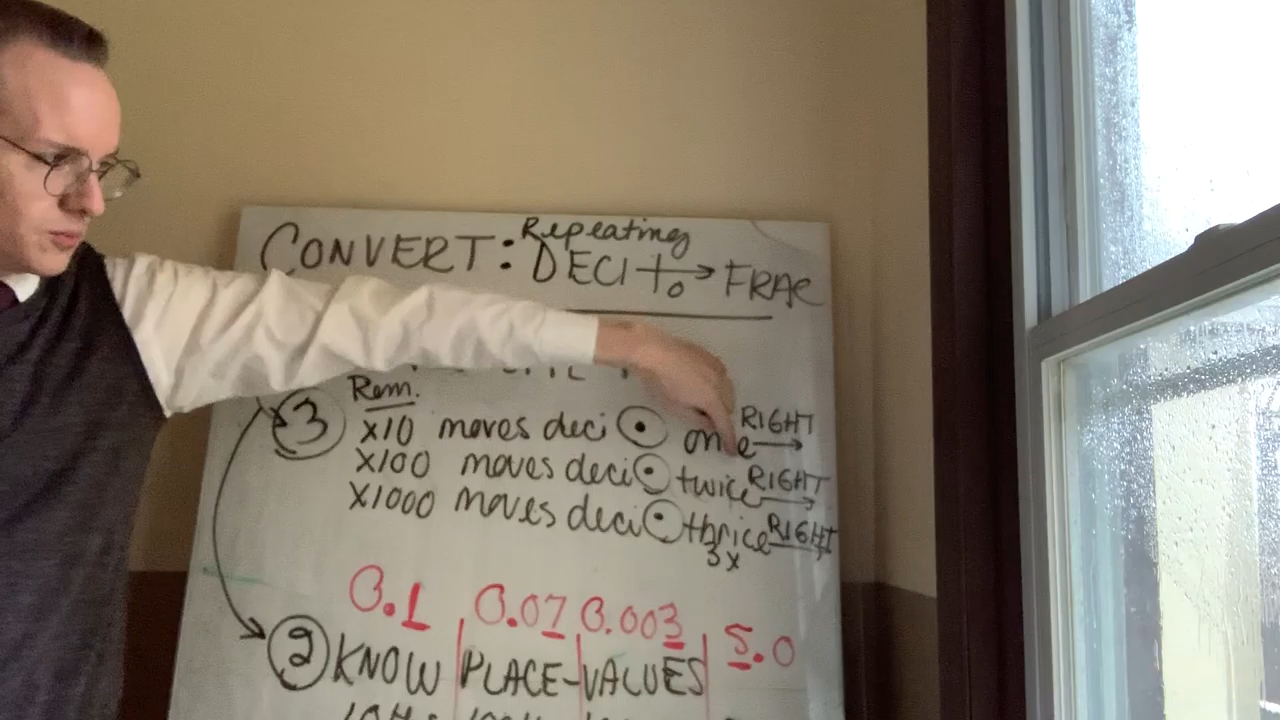 CONVERT: Repeating DECI to → FRAC
Rem.
③ x10 moves deci ⊙ one RIGHT →
x100 moves deci ⊙ twice RIGHT →
x1000 moves deci ⊙ thrice RIGHT →
3x
0.1 0.07 0.003 5.0
② KNOW PLACE-VALUES